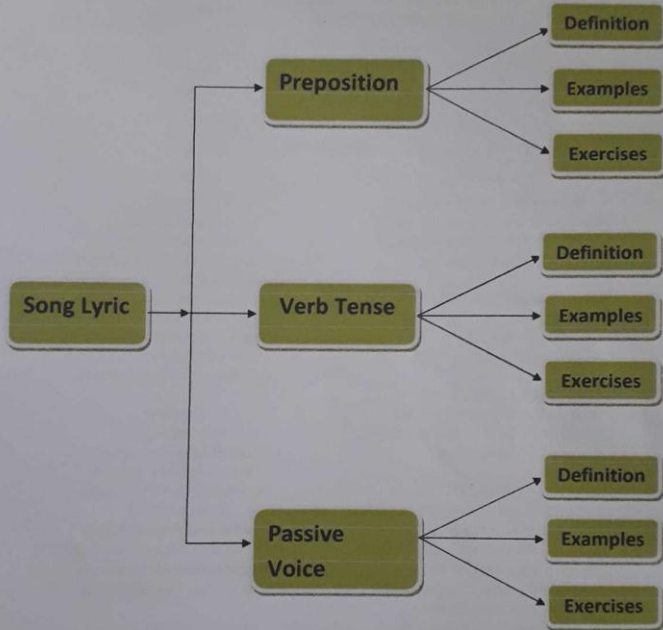 Song Lyric
Preposition
Definition
Examples
Exercises
Verb Tense
Definition
Examples
Exercises
Passive
Voice
Definition
Examples
Exercises